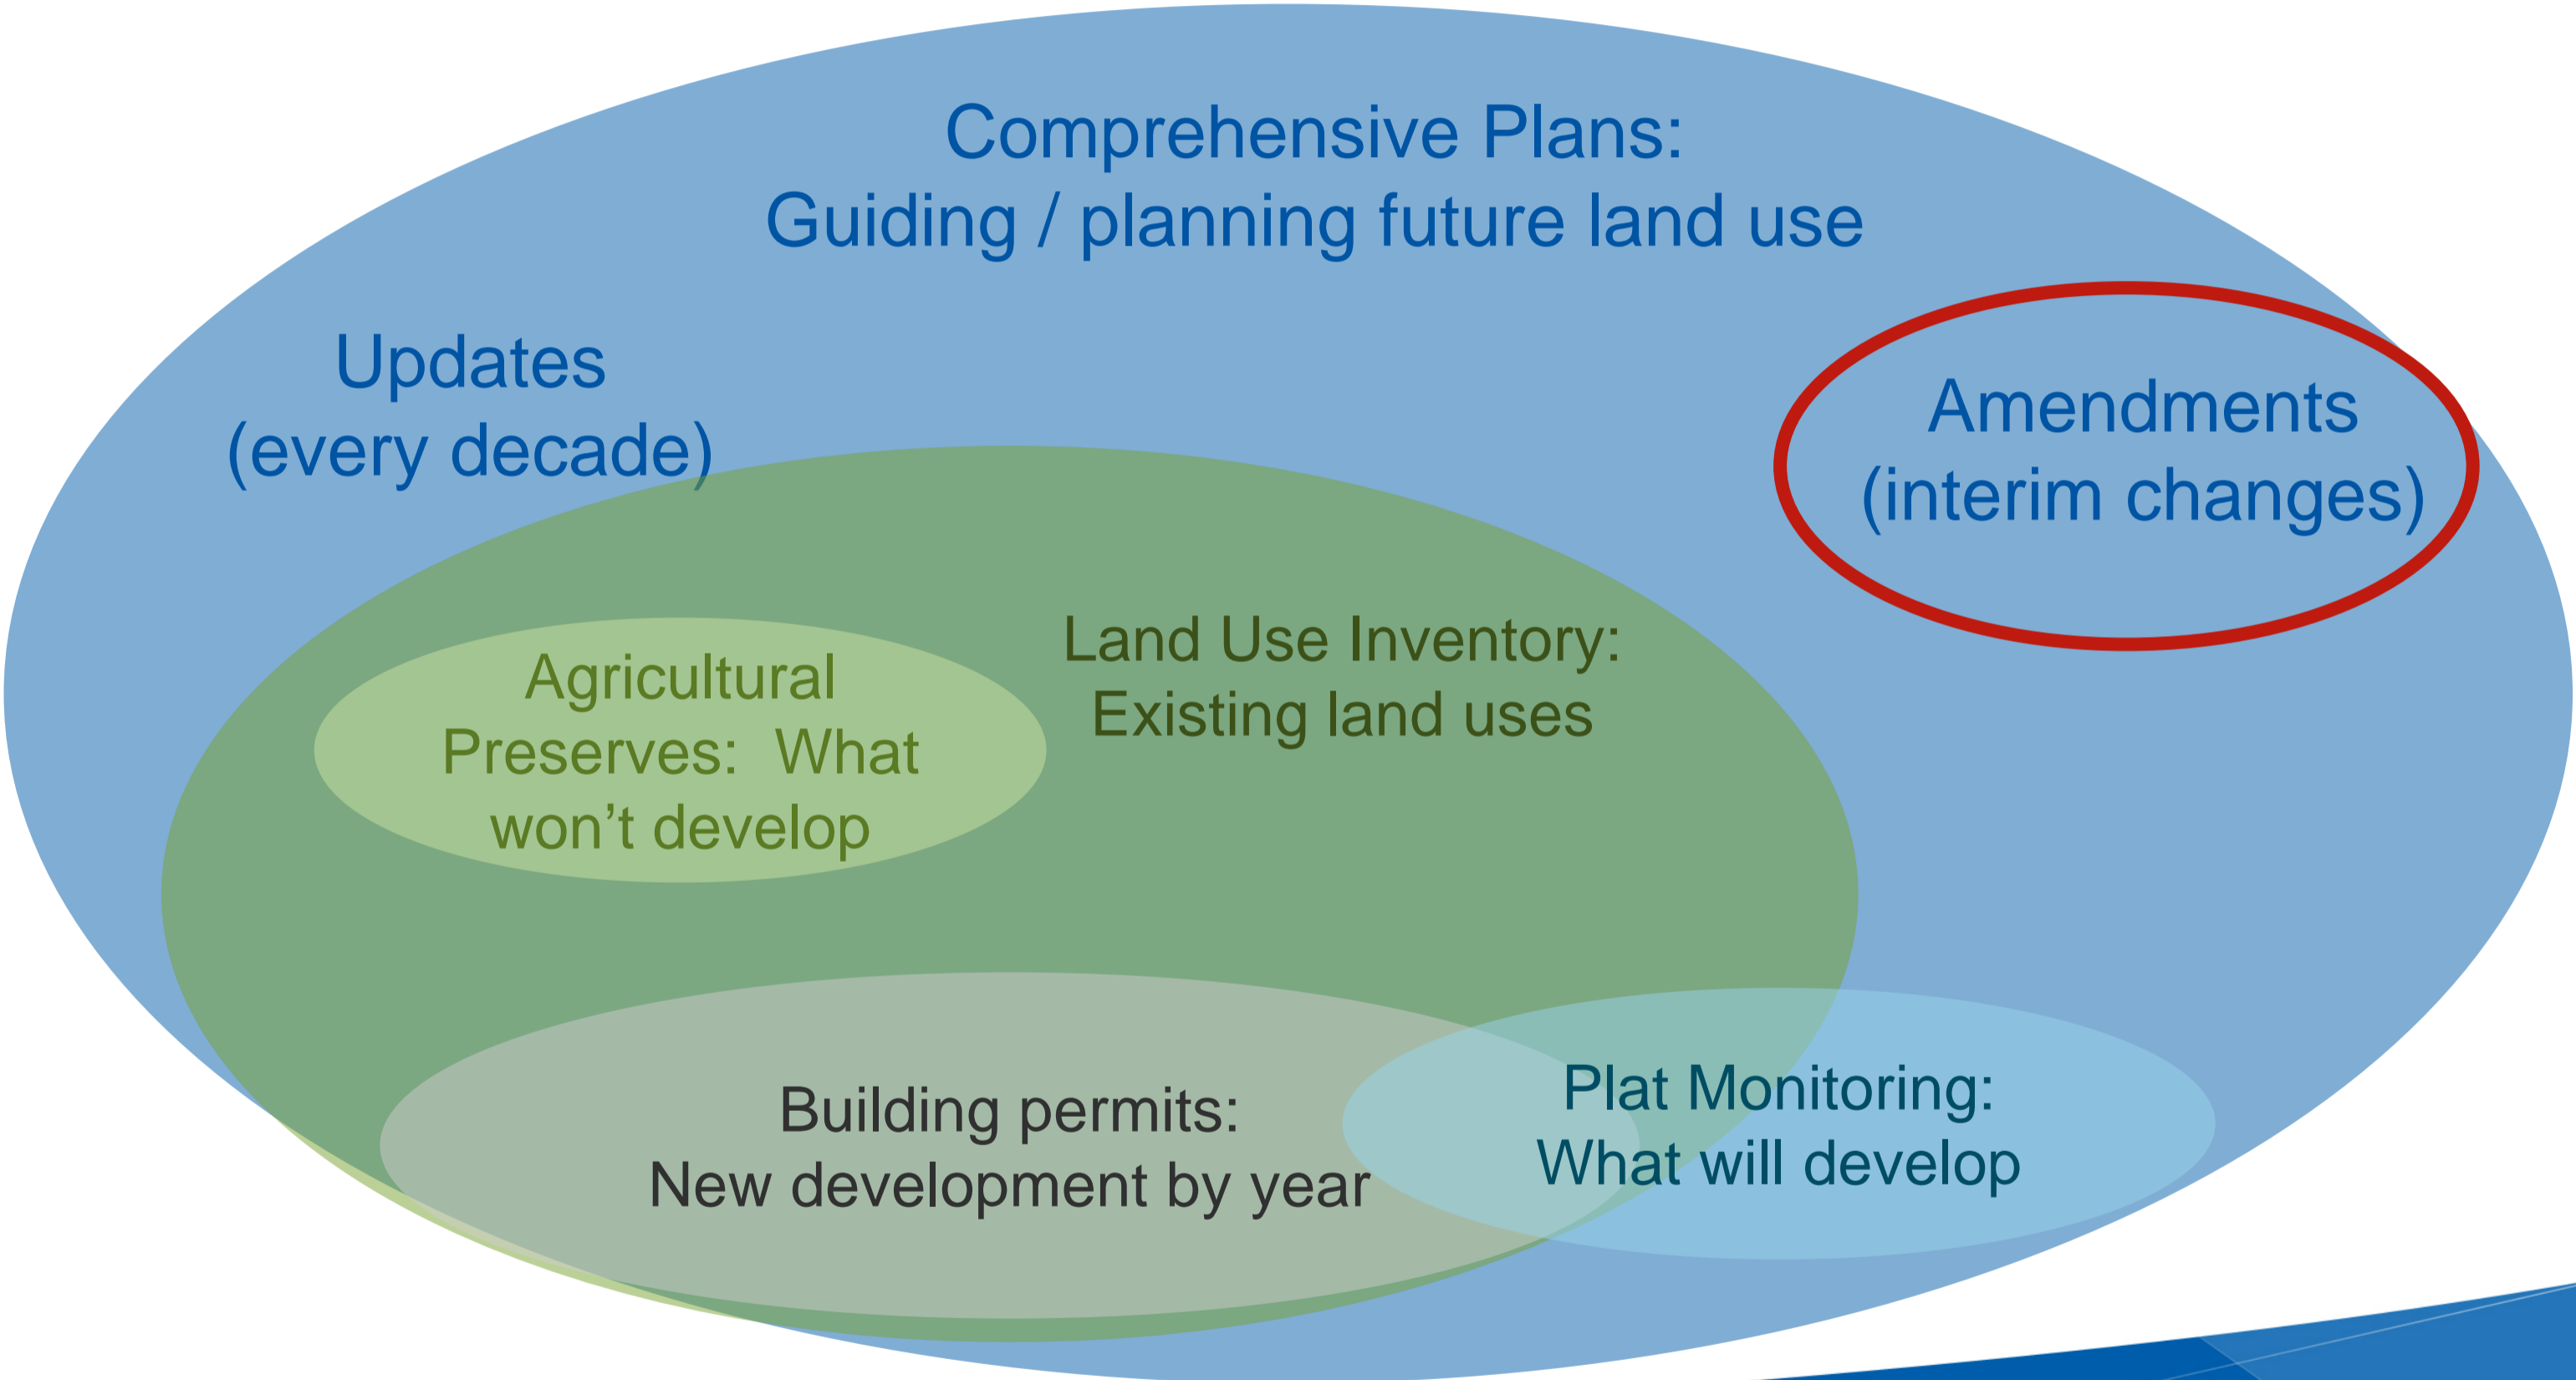 Comprehensive Plans:
Guiding / planning future land use
Updates
(every decade)
Amendments
(interim changes)
Agricultural
Preserves:  What
won’t develop
Land Use Inventory:
Existing land uses
Building permits:
New development by year
Plat Monitoring:
What will develop